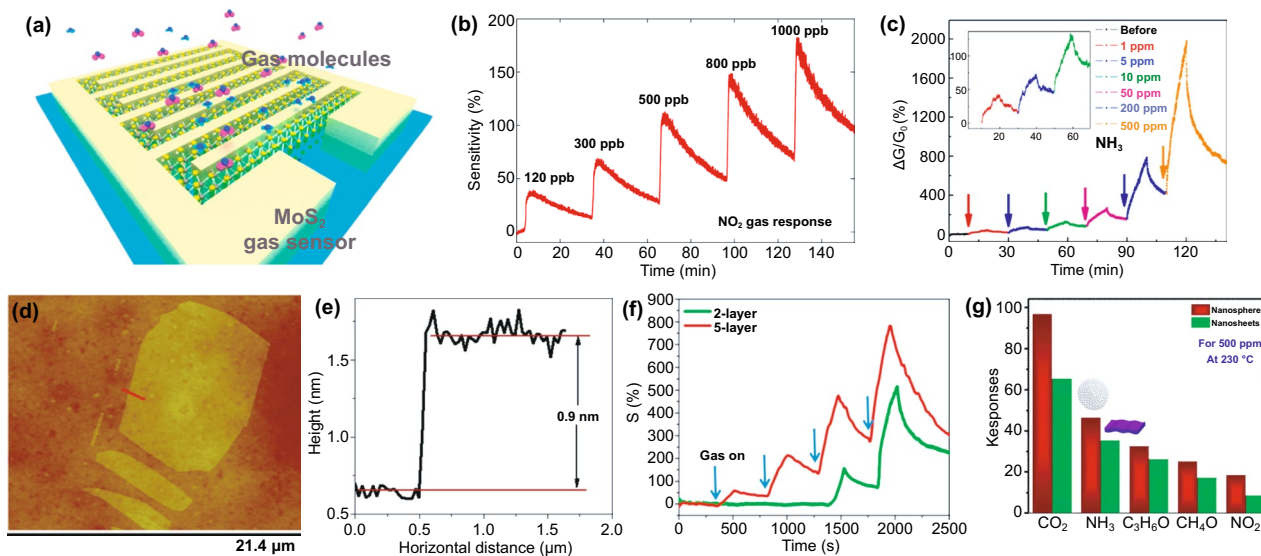 (a)
Gas molecules
MoS₂
gas sensor
(b)
Sensitivity (%)
200
150
100
50
0
120 ppb
300 ppb
500 ppb
800 ppb
1000 ppb
NO₂ gas response
0 20 40 60 80 100 120 140
Time (min)
(c)
ΔG/G₀ (%)
2000
1600
1200
800
400
0
100
50
0
20 40 60
Before
1 ppm
5 ppm
10 ppm
50 ppm
200 ppm
500 ppm
NH₃
0 30 60 90 120
Time (min)
(d)
21.4 μm
(e)
Height (nm)
1.5
1.0
0.5
0.9 nm
0.0 0.5 1.0 1.5 2.0
Horizontal distance (μm)
(f)
S (%)
900
800
750
600
500
450
300
250
150
100
0
-50
2-layer
5-layer
Gas on
0 500 1000 1500 2000 2500
Time (s)
(g)
Kesponses
100
80
60
40
20
0
Nanosphere
Nanosheets
For 500 ppm
At 230 °C
CO₂ NH₃ C₃H₆O CH₄O NO₂